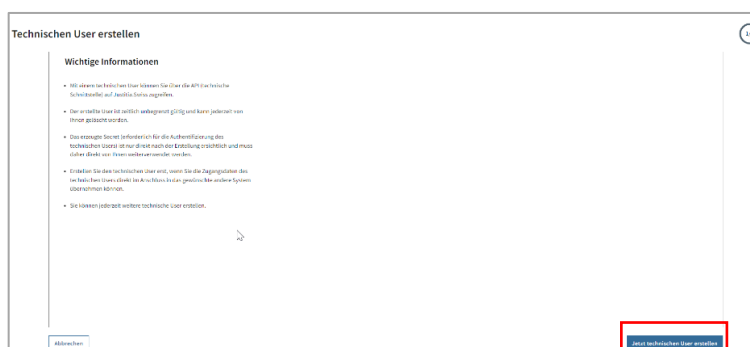 Technischen User erstellen
Wichtige Informationen
Mit einem technischen User können Sie über die API (technische
Schnittstelle) auf Justitia Swiss zugreifen.
Der erstellte User ist zeitlich unbegrenzt gültig und kann jederzeit von
Ihnen gelöscht werden.
Das erzeugte Secret (erforderlich für die Authentifizierung des
technischen Users) ist nur direkt nach der Erstellung ersichtlich und muss
daher direkt von Ihnen weiterverwendet werden.
Erstellen Sie den technischen User erst, wenn Sie die Zugangsdaten des
technischen Users direkt im Anschluss in das gewünschte andere System
übernehmen können.
Sie können jederzeit weitere technische User erstellen.
Abbrechen
Jetzt technischen User erstellen